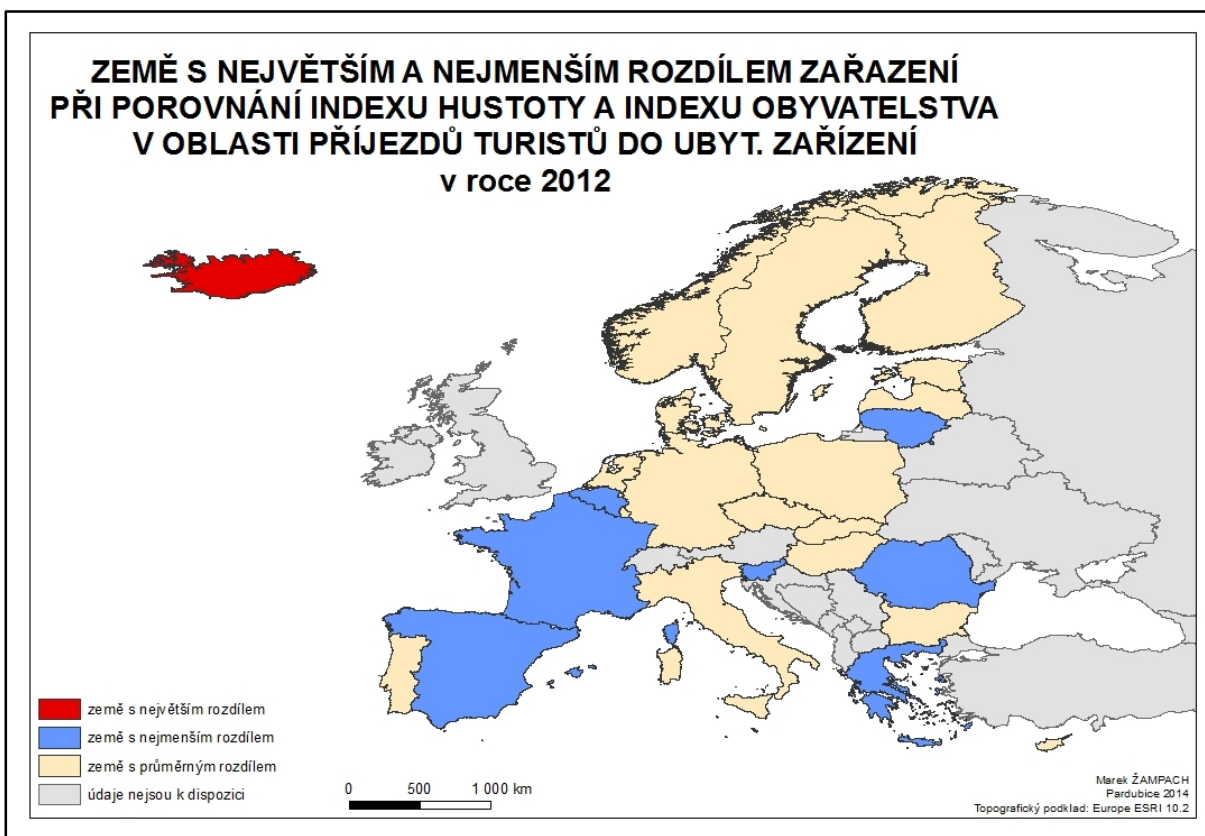 ZEMĚ S NEJVĚTŠÍM A NEJMENŠÍM ROZDÍLEM ZAŘAZENÍ
PŘI POROVNÁNÍ INDEXU HUSTOTY A INDEXU OBYVATELSTVA
V OBLASTI PŘÍJEZDŮ TURISTŮ DO UBYT. ZAŘÍZENÍ
v roce 2012
země s největším rozdílem
země s nejmenším rozdílem
země s průměrným rozdílem
údaje nejsou k dispozici
0 500 1 000 km
Marek ŽAMPACH
Pardubice 2014
Topografický podklad: Europe ESRI 10.2